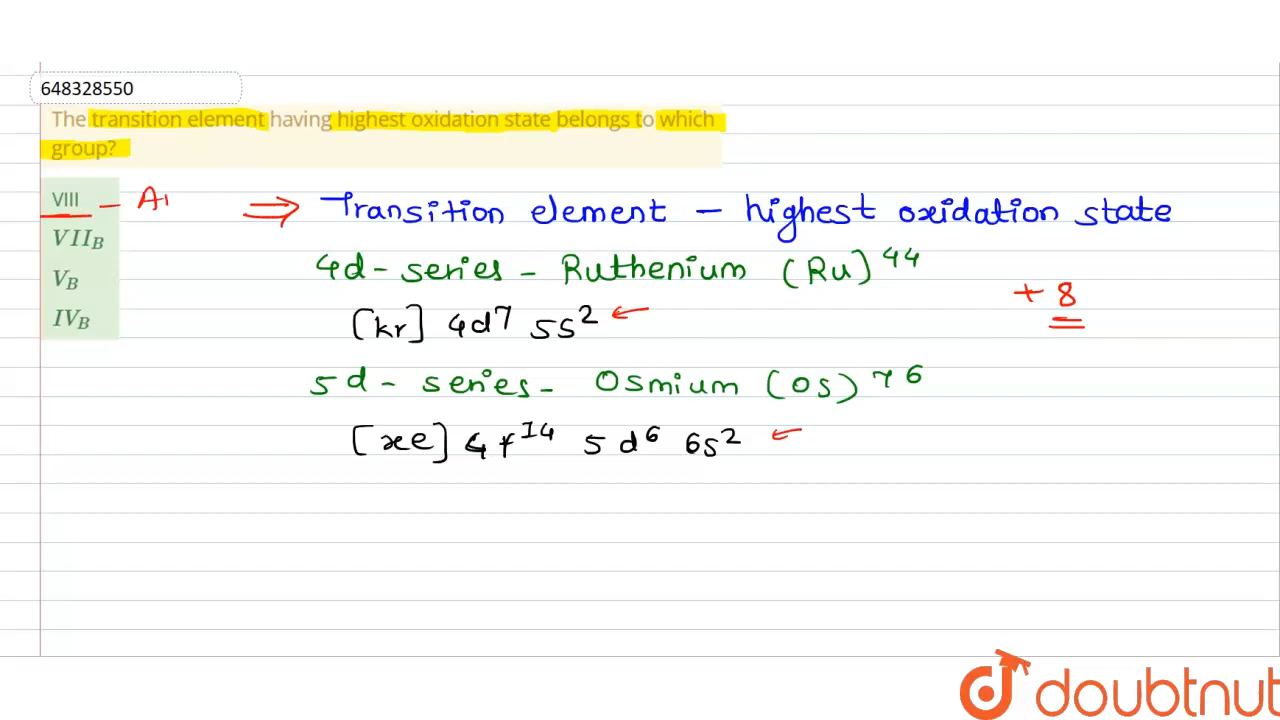 648328550
The transition element having highest oxidation state belongs to which
group?
VIII – A
⇒ Transition element – highest oxidation state
VII_B
4d - series - Ruthenium (Ru)⁴⁴
+8
V_B
[kr] 4d⁷ 5s² ←
IV_B
5d - series - Osmium (Os)⁷⁶
[xe] 4f¹⁴ 5d⁶ 6s² ←
doubtnut